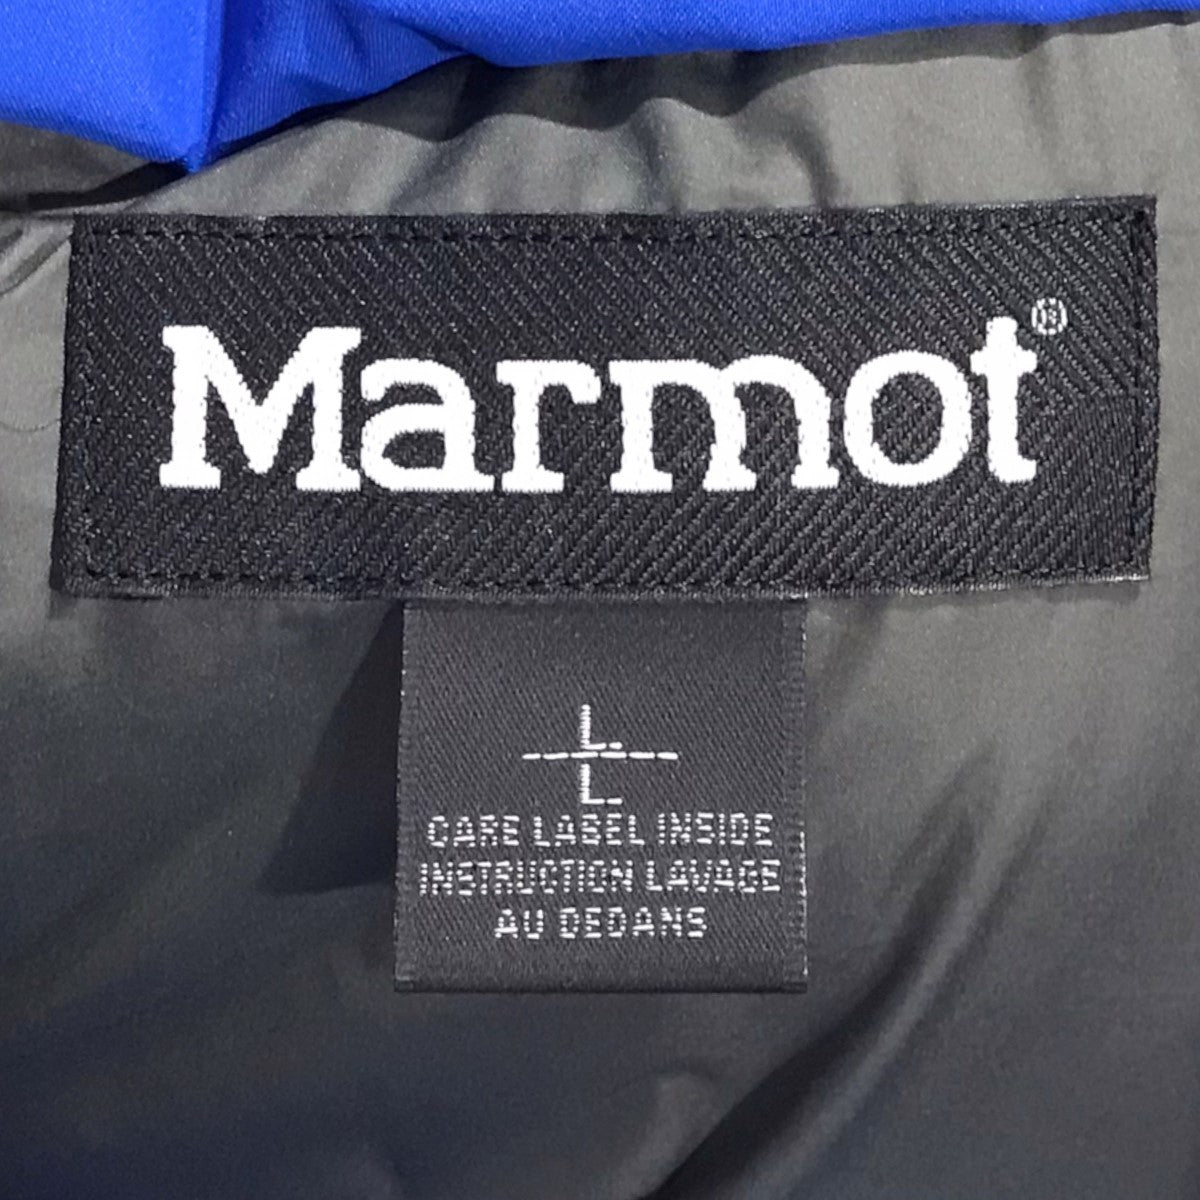 Marmot®
L
L
CARE LABEL INSIDE
INSTRUCTION LAVAGE
AU DEDANS